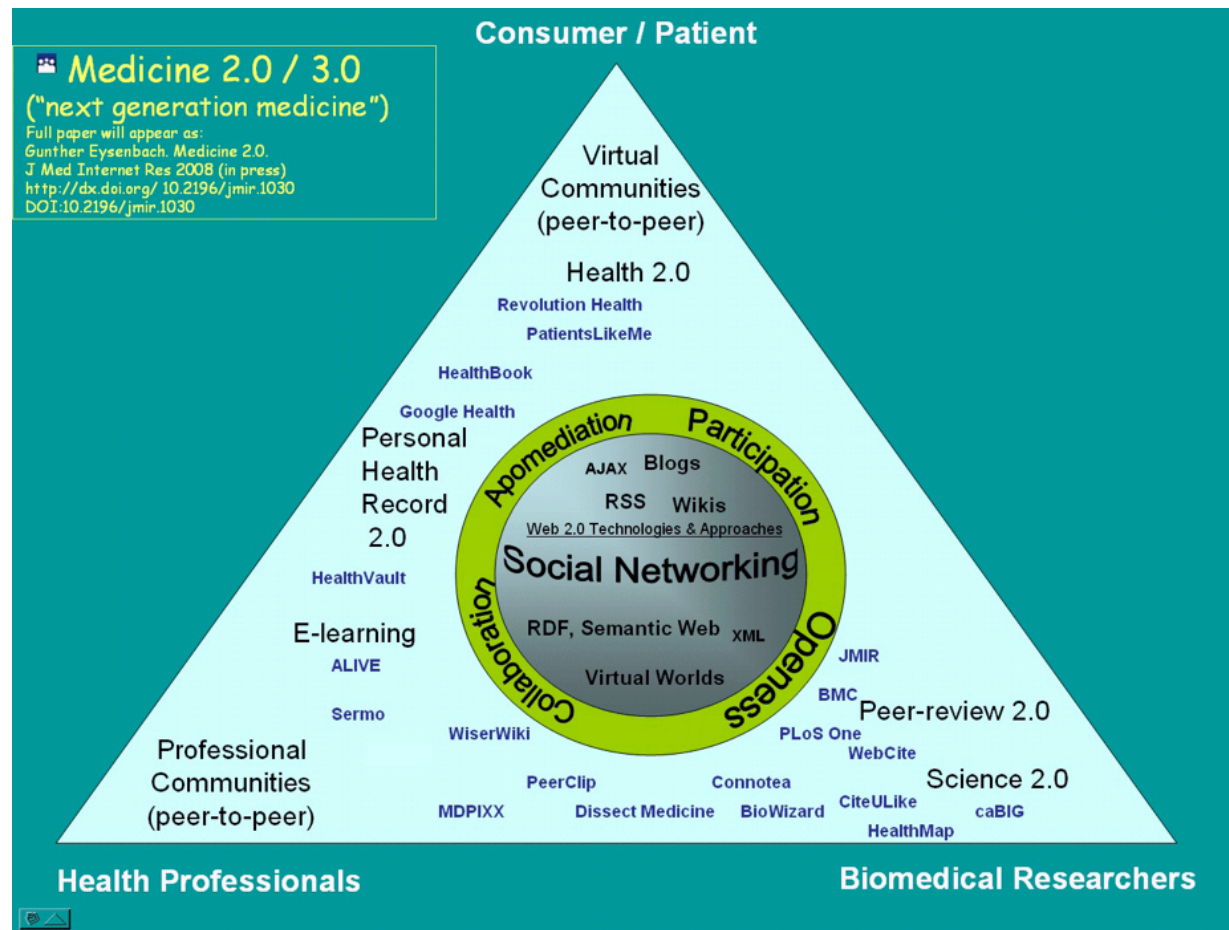 Consumer / Patient
Medicine 2.0 / 3.0
("next generation medicine")
Full paper will appear as:
Gunther Eysenbach. Medicine 2.0.
J Med Internet Res 2008 (in press)
http://dx.doi.org/ 10.2196/jmir.1030
DOI:10.2196/jmir.1030
Virtual
Communities
(peer-to-peer)
Health 2.0
Revolution Health
PatientsLikeMe
HealthBook
Google Health
Personal
Health
Record
2.0
HealthVault
E-learning
ALIVE
Sermo
Professional
Communities
(peer-to-peer)
Apomediation
Participation
Collaboration
Openess
AJAX Blogs
RSS Wikis
Web 2.0 Technologies & Approaches
Social Networking
RDF, Semantic Web XML
Virtual Worlds
JMIR
BMC
Peer-review 2.0
PLoS One
WebCite
Science 2.0
WiserWiki
PeerClip
Connotea
MDPIXX
Dissect Medicine
BioWizard
CiteULike
caBIG
HealthMap
Health Professionals
Biomedical Researchers